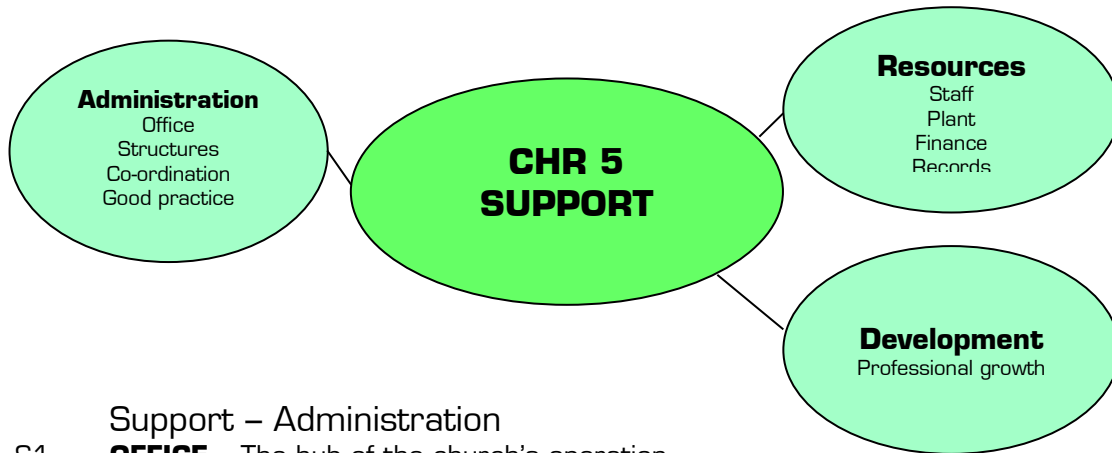 Administration
Office
Structures
Co-ordination
Good practice
CHR 5
SUPPORT
Resources
Staff
Plant
Finance
Records
Development
Professional growth
Support – Administration
S1 OFFICE – The hub of the church's operation